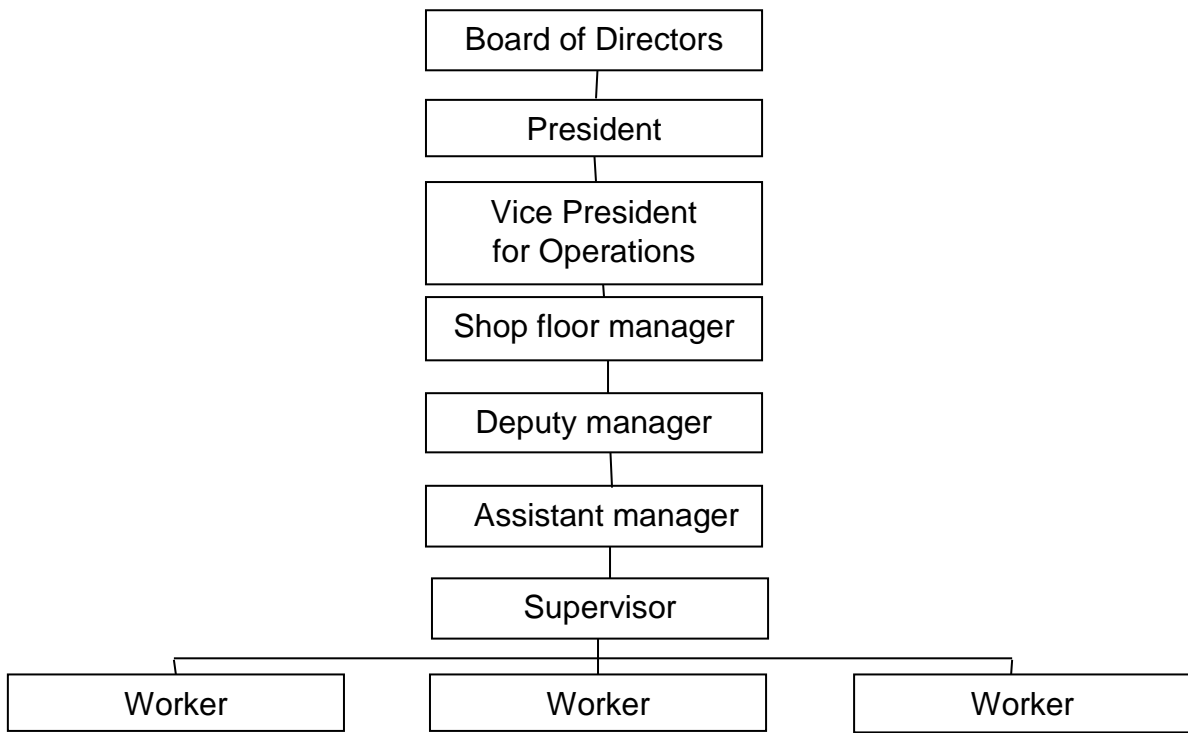 Board of Directors
President
Vice President
for Operations
Shop floor manager
Deputy manager
Assistant manager
Supervisor
Worker
Worker
Worker